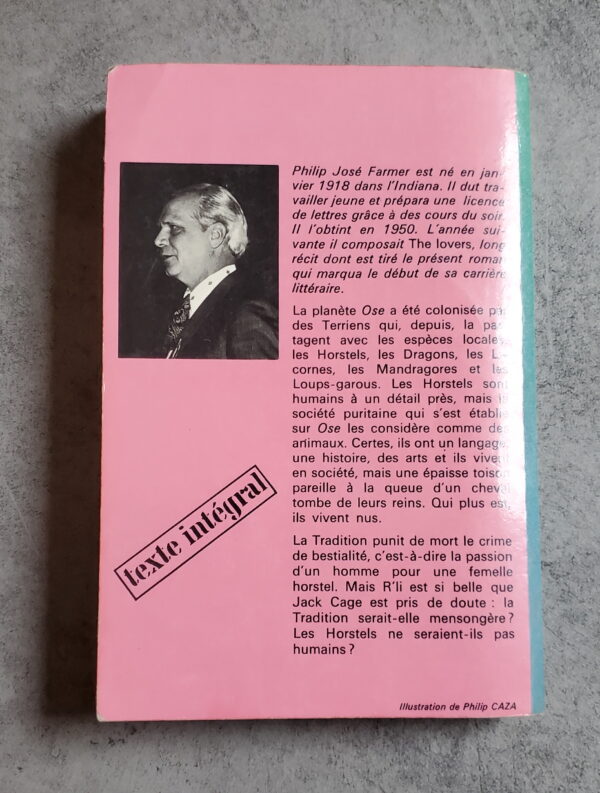 Philip José Farmer est né en jan-
vier 1918 dans l'Indiana. Il dut tra-
vailler jeune et prépara une licence
de lettres grâce à des cours du soir.
Il l'obtint en 1950. L'année sui-
vante il composait The lovers, long
récit dont est tiré le présent roman
qui marqua le début de sa carrière
littéraire.
La planète Ose a été colonisée par
des Terriens qui, depuis, la par-
tagent avec les espèces locales,
les Horstels, les Dragons, les Li-
cornes, les Mandragores et les
Loups-garous. Les Horstels sont
humains à un détail près, mais la
société puritaine qui s'est établie
sur Ose les considère comme des
animaux. Certes, ils ont un langage,
une histoire, des arts et ils vivent
en société, mais une épaisse toison
pareille à la queue d'un cheval
tombe de leurs reins. Qui plus est,
ils vivent nus.
La Tradition punit de mort le crime
de bestialité, c'est-à-dire la passion
d'un homme pour une femelle
horstel. Mais R'li est si belle que
Jack Cage est pris de doute : la
Tradition serait-elle mensongère ?
Les Horstels ne seraient-ils pas
humains ?
texte intégral
Illustration de Philip CAZA